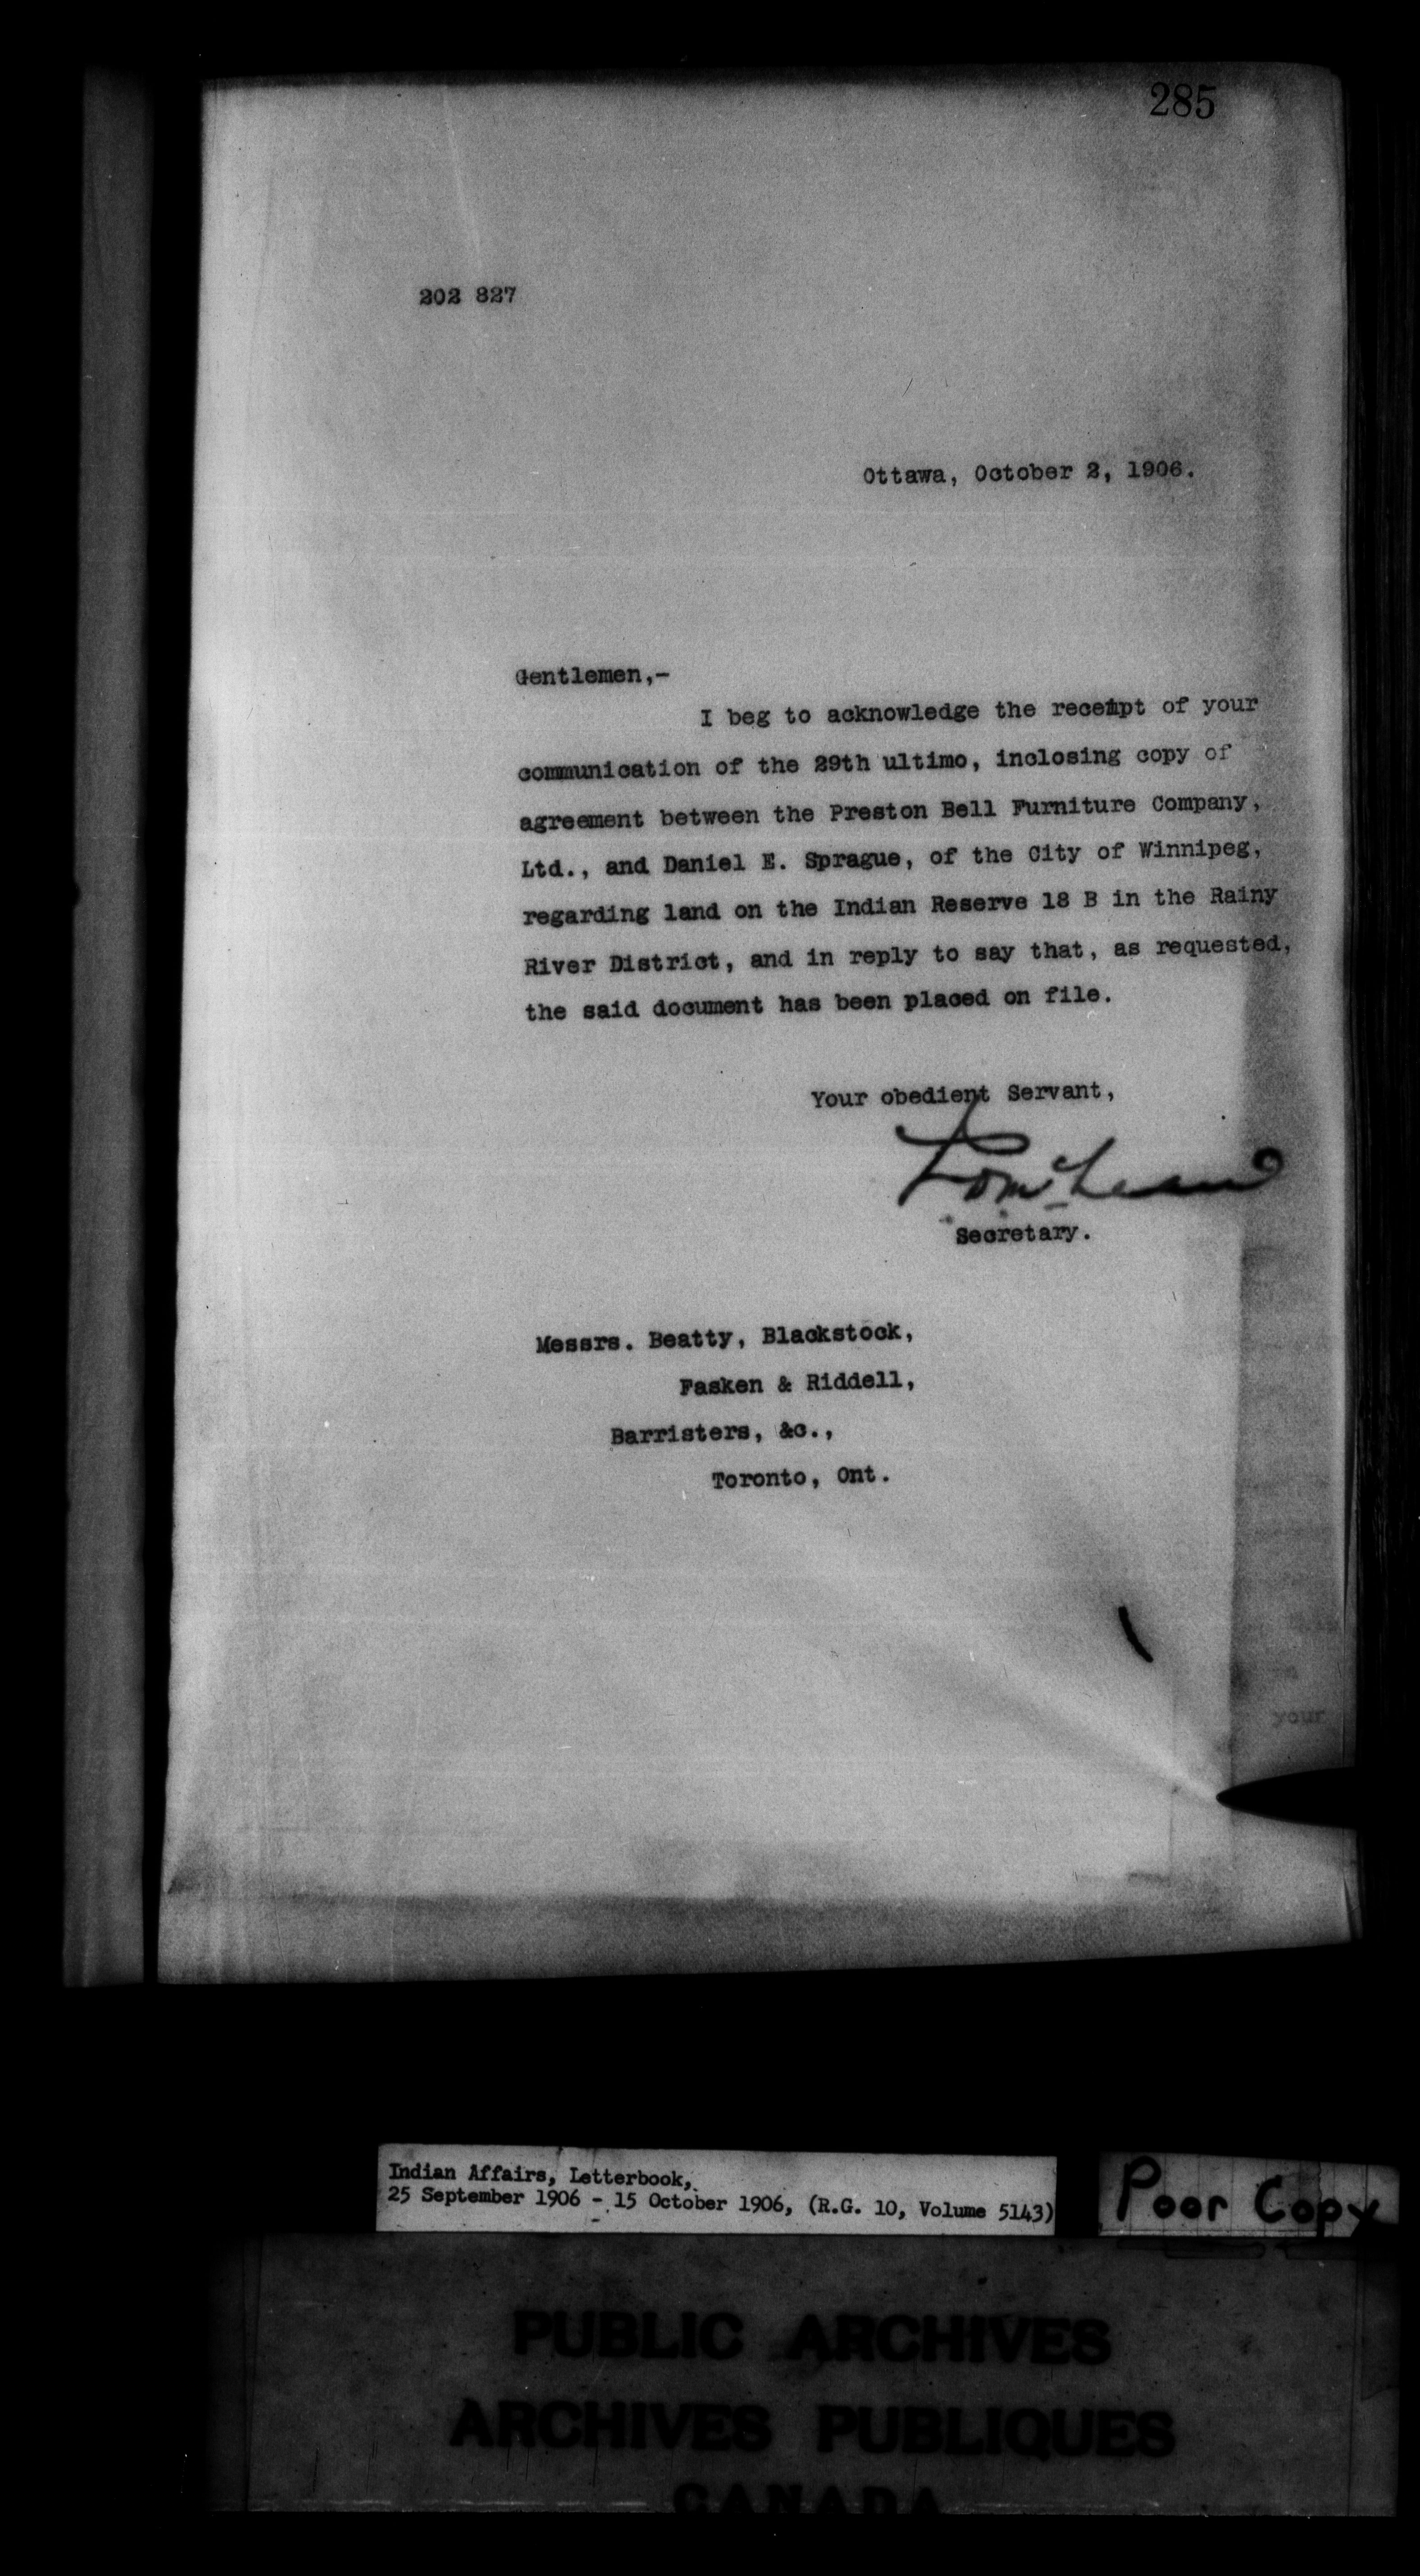 285
202 827
Ottawa, October 2, 1906.
Gentlemen,-
I beg to acknowledge the receipt of your
communication of the 29th ultimo, inclosing copy of
agreement between the Preston Bell Furniture Company,
Ltd., and Daniel E. Sprague, of the City of Winnipeg,
regarding land on the Indian Reserve 18 B in the Rainy
River District, and in reply to say that, as requested,
the said document has been placed on file.
Your obedient Servant,
Secretary.
Messrs. Beatty, Blackstock,
Fasken & Riddell,
Barristers, &c.,
Toronto, Ont.
your
Indian Affairs, Letterbook,
25 September 1906 - 15 October 1906, (R.G. 10, Volume 5143)
Poor Copy
PUBLIC ARCHIVES
ARCHIVES PUBLIQUES
CANADA